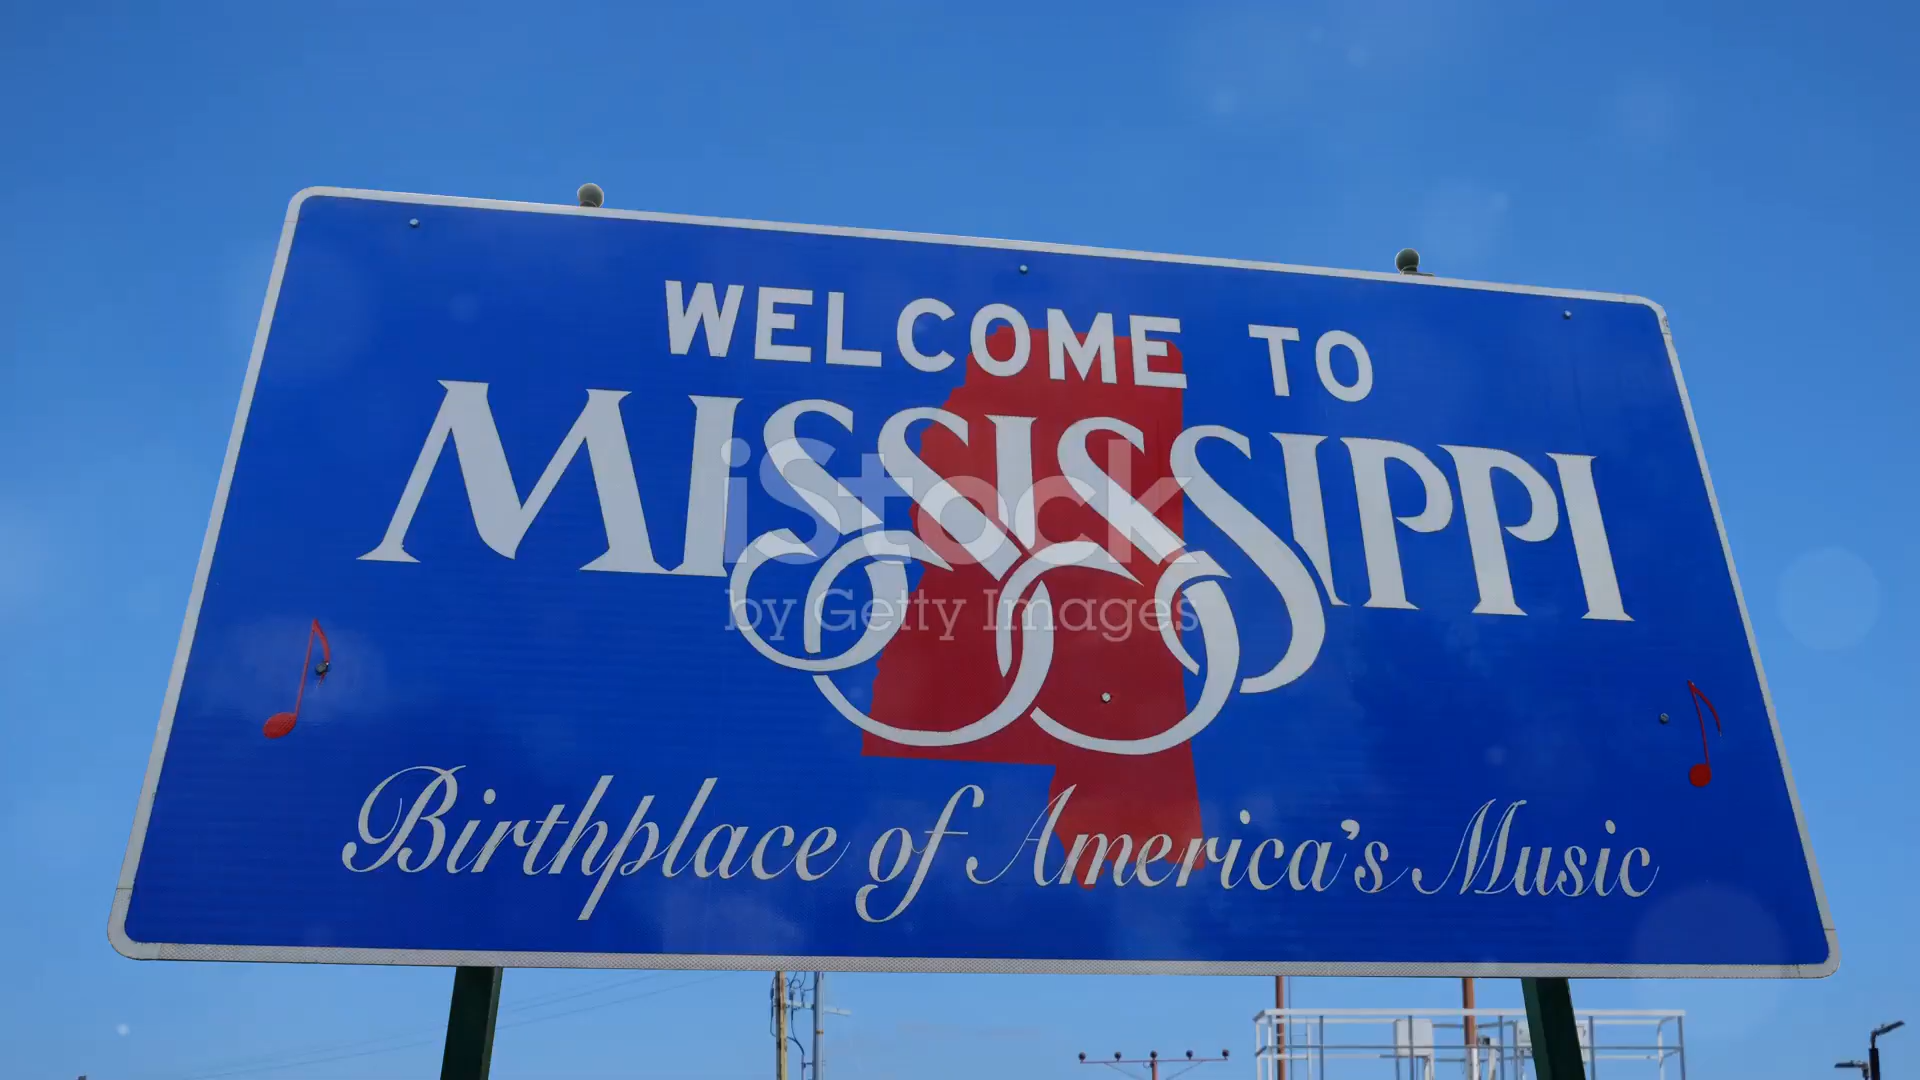 WELCOME TO
MISSISSIPPI
iStock
by Getty Images
Birthplace of America's Music